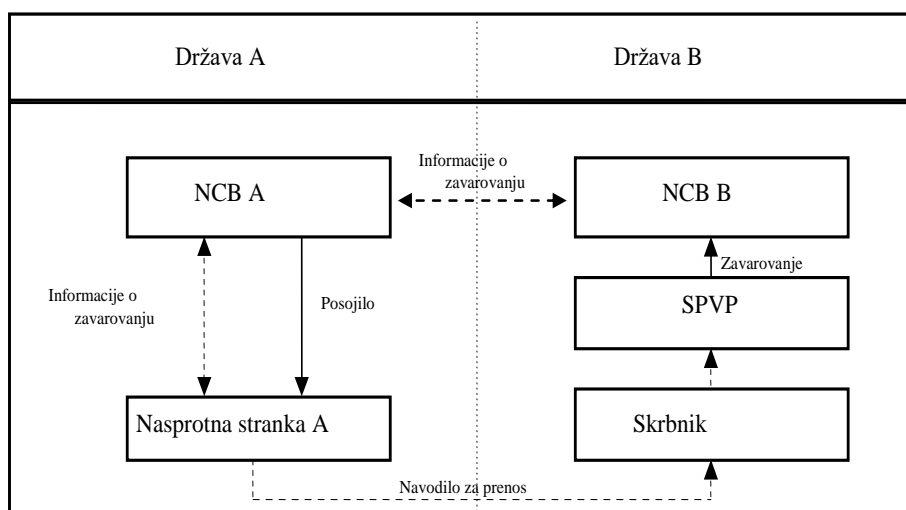 Država A
Država B
NCB A
Informacije o
zavarovanju
NCB B
Zavarovanje
Informacije o
zavarovanju
Posojilo
SPVP
Nasprotna stranka A
Skrbnik
Navodilo za prenos